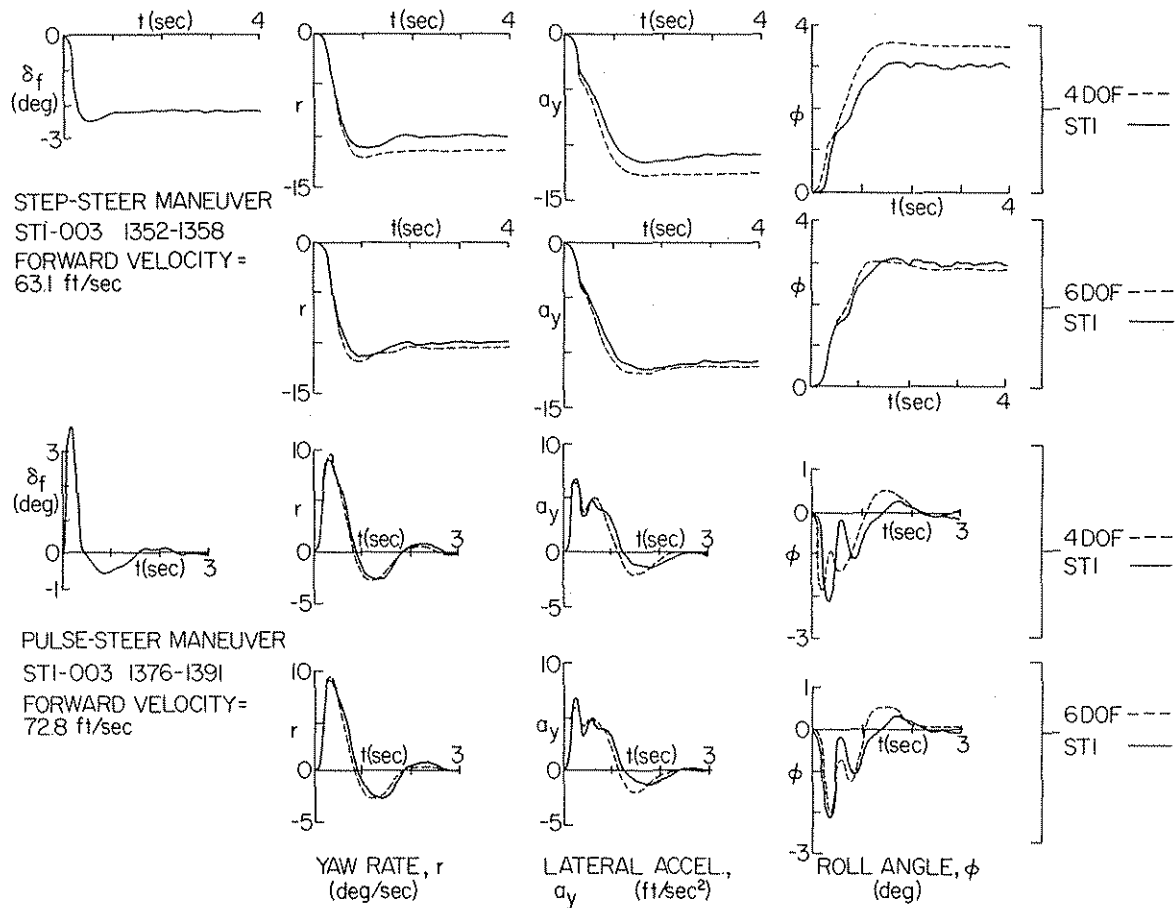 t(sec) 4
0
δf
(deg)
-3
t(sec) 4
0
r
-15
t(sec) 4
0
ay
-15
4
ϕ
0
t(sec) 4
4DOF
STI
STEP-STEER MANEUVER
STI-003 1352-1358
FORWARD VELOCITY =
63.1 ft/sec
t(sec) 4
0
r
-15
t(sec) 4
0
ay
-15
4
ϕ
0
t(sec) 4
6DOF
STI
3
δf
(deg)
0
-1
t(sec) 3
10
r
0
-5
t(sec) 3
10
ay
0
-5
t(sec) 3
1
0
ϕ
-3
t(sec) 3
4DOF
STI
PULSE-STEER MANEUVER
STI-003 1376-1391
FORWARD VELOCITY =
72.8 ft/sec
10
r
0
-5
t(sec) 3
10
ay
0
-5
t(sec) 3
1
0
ϕ
-3
t(sec) 3
6DOF
STI
YAW RATE, r
(deg/sec)
LATERAL ACCEL.,
ay (ft/sec²)
ROLL ANGLE, ϕ
(deg)